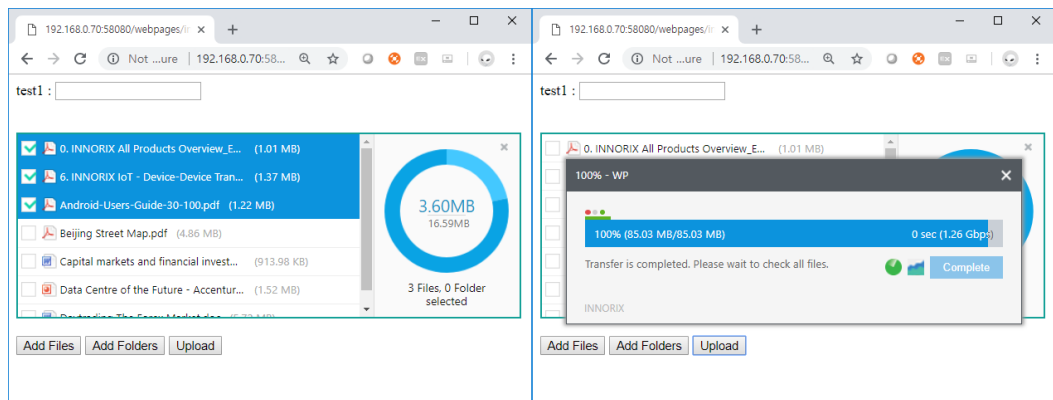 192.168.0.70:58080/webpages/in
Not ...ure | 192.168.0.70:58...
test1 :
0. INNORIX All Products Overview_E... (1.01 MB)
6. INNORIX IoT - Device-Device Tran... (1.37 MB)
Android-Users-Guide-30-100.pdf (1.22 MB)
Beijing Street Map.pdf (4.86 MB)
Capital markets and financial invest... (913.98 KB)
Data Centre of the Future - Accentur... (1.52 MB)
3.60MB
16.59MB
3 Files, 0 Folder
selected
Add Files Add Folders Upload
192.168.0.70:58080/webpages/in
Not ...ure | 192.168.0.70:58...
test1 :
0. INNORIX All Products Overview_E... (1.01 MB)
100% - WP
100% (85.03 MB/85.03 MB) 0 sec (1.26 Gbps)
Transfer is completed. Please wait to check all files.
Complete
INNORIX
Add Files Add Folders Upload